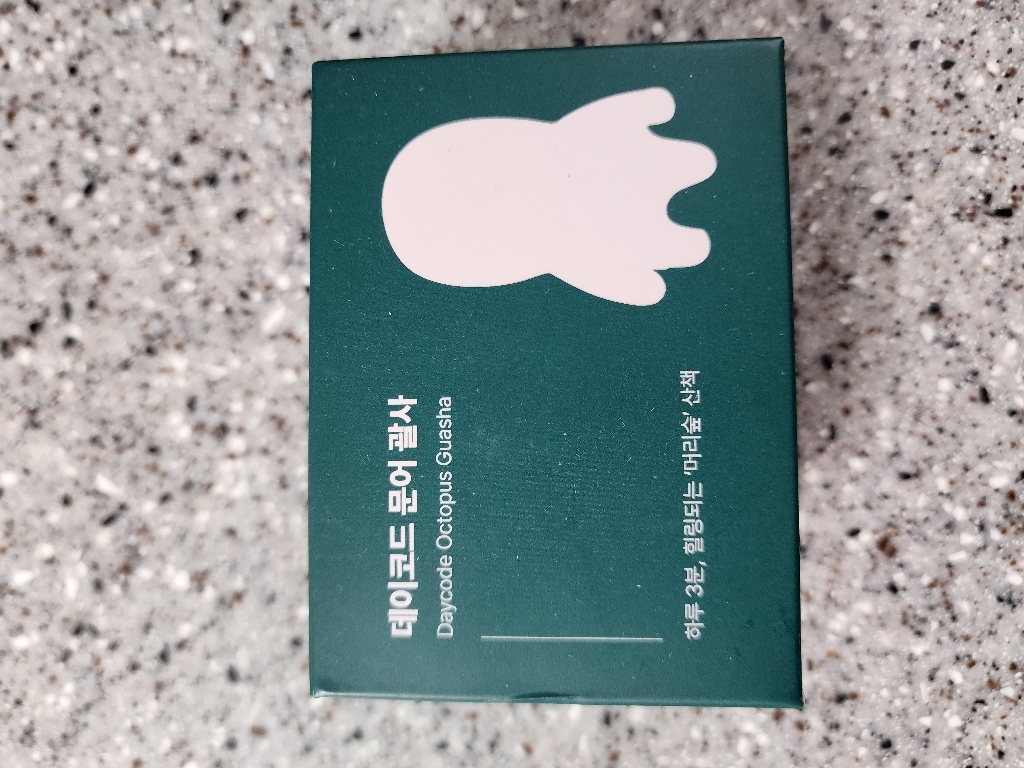 데이코드 문어 괄사
Daycode Octopus Guasha
하루 3분, 힐링되는 '머리숲' 산책